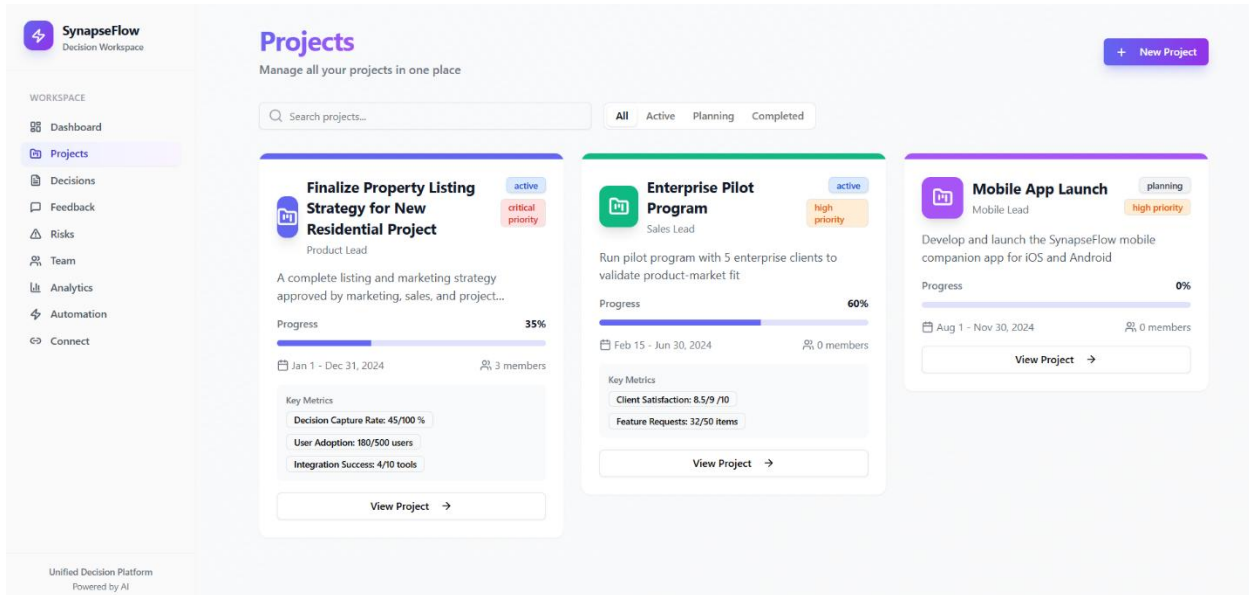 SynapseFlow
Decision Workspace
WORKSPACE
Dashboard
Projects
Decisions
Feedback
Risks
Team
Analytics
Automation
Connect
Unified Decision Platform
Powered by AI
Projects
Manage all your projects in one place
+ New Project
Search projects...
All Active Planning Completed
Finalize Property Listing
Strategy for New
Residential Project
active
critical
priority
Product Lead
A complete listing and marketing strategy
approved by marketing, sales, and project...
Progress 35%
Jan 1 - Dec 31, 2024 3 members
Key Metrics
Decision Capture Rate: 45/100 %
User Adoption: 180/500 users
Integration Success: 4/10 tools
View Project →
Enterprise Pilot
Program
active
high
priority
Sales Lead
Run pilot program with 5 enterprise clients to
validate product-market fit
Progress 60%
Feb 15 - Jun 30, 2024 0 members
Key Metrics
Client Satisfaction: 8.5/9 /10
Feature Requests: 32/50 items
View Project →
Mobile App Launch
planning
high priority
Mobile Lead
Develop and launch the SynapseFlow mobile
companion app for iOS and Android
Progress 0%
Aug 1 - Nov 30, 2024 0 members
View Project →